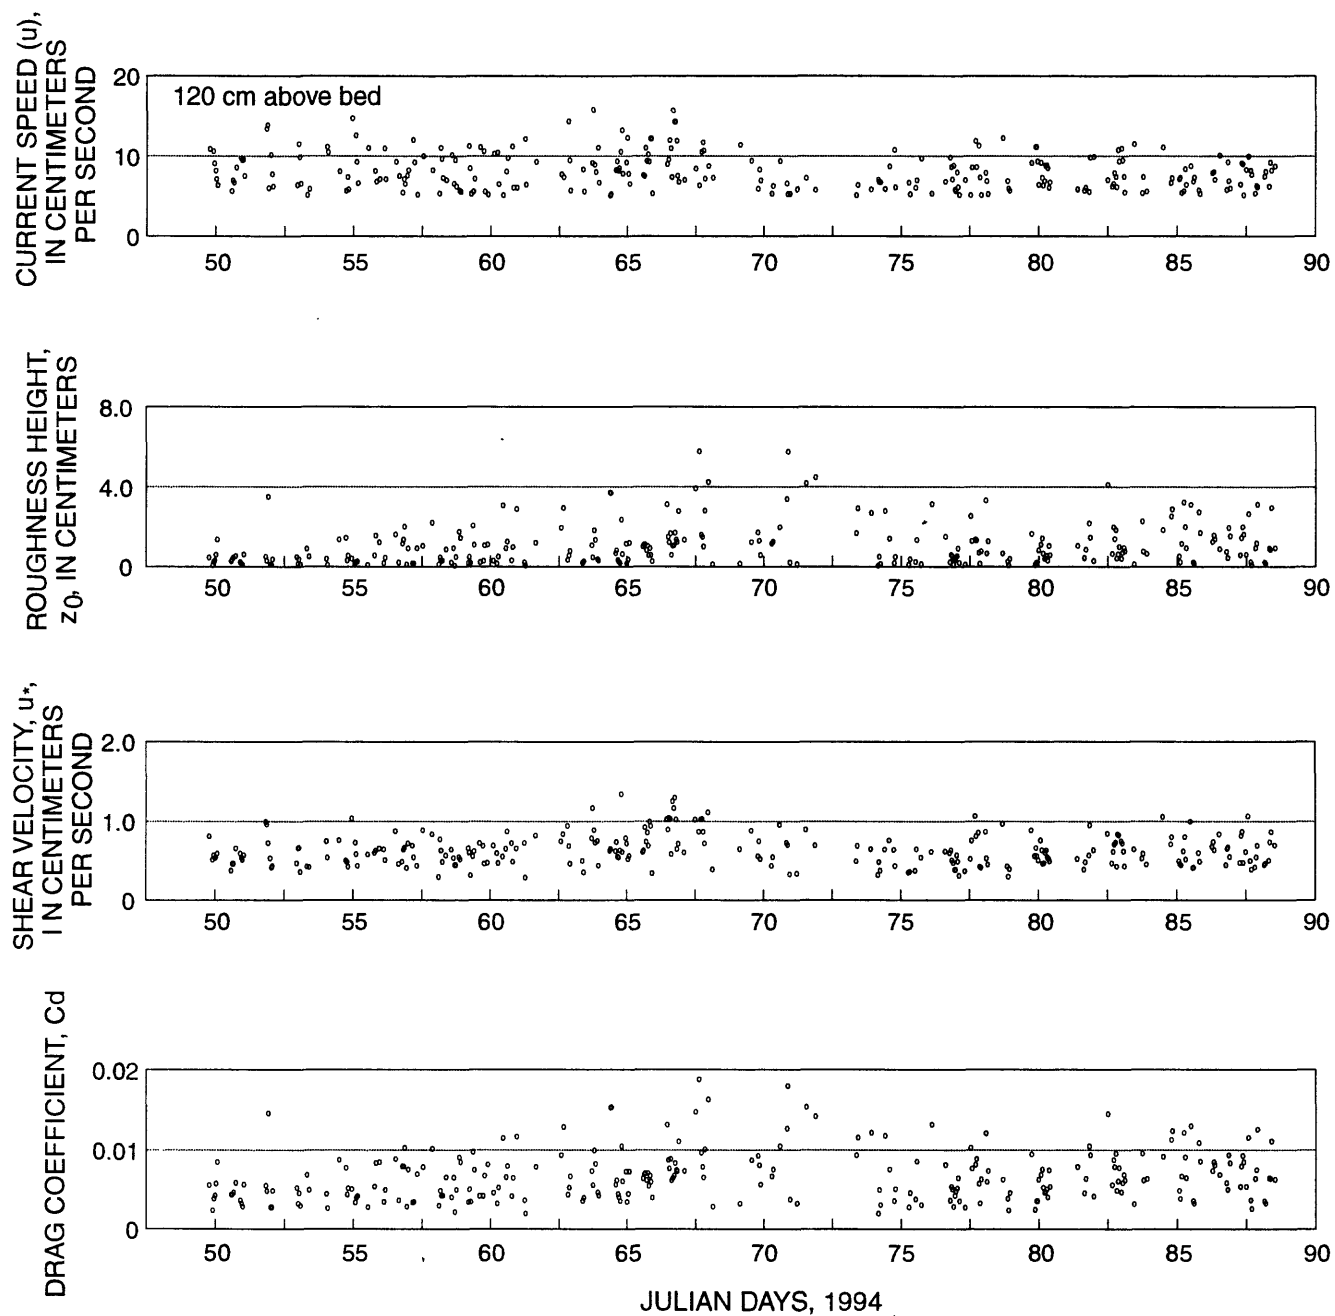 CURRENT SPEED (u),
IN CENTIMETERS
PER SECOND
20
10
0
120 cm above bed
50 55 60 65 70 75 80 85 90
ROUGHNESS HEIGHT,
z0, IN CENTIMETERS
8.0
4.0
0
50 55 60 65 70 75 80 85 90
SHEAR VELOCITY, u*,
I N CENTIMETERS
PER SECOND
2.0
1.0
0
50 55 60 65 70 75 80 85 90
DRAG COEFFICIENT, Cd
0.02
0.01
0
50 55 60 65 70 75 80 85 90
JULIAN DAYS, 1994